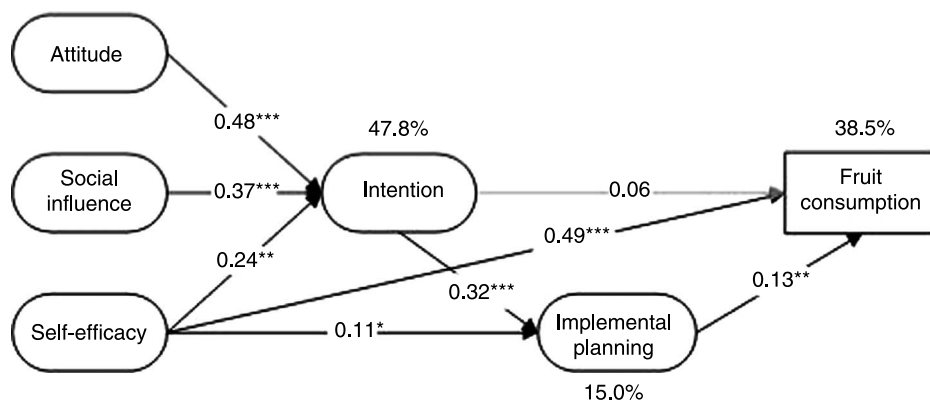 Attitude
0.48***
47.8%
38.5%
Social
influence
0.37***
Intention
0.06
Fruit
consumption
0.24**
0.49***
0.32***
0.13**
Self-efficacy
0.11*
Implemental
planning
15.0%